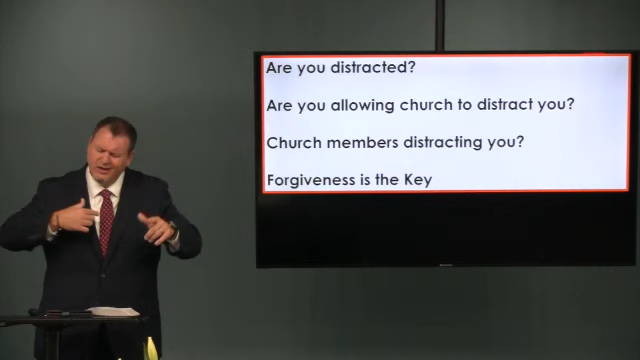 Are you distracted?
Are you allowing church to distract you?
Church members distracting you?
Forgiveness is the Key